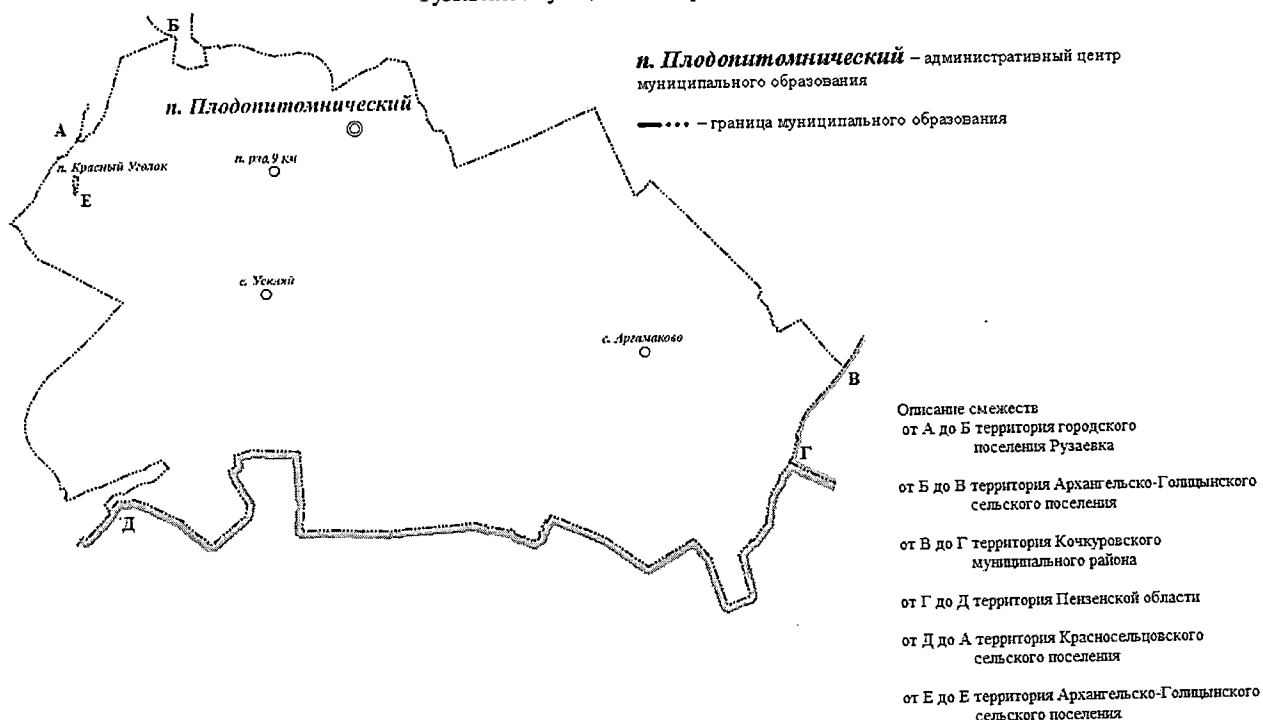 Б
п. Плодопитомнический – административный центр
муниципального образования
– граница муниципального образования
п. Плодопитомнический
А
п. Красный Уголок
п. рзд 9 км
Е
с. Ускляй
с. Аргамаково
В
Г
Д
Описание смежеств
от А до Б территория городского
поселения Рузаевка
от Б до В территория Архангельско-Голицынского
сельского поселения
от В до Г территория Кочкуровского
муниципального района
от Г до Д территория Пензенской области
от Д до А территория Красносельцовского
сельского поселения
от Е до Е территория Архангельско-Голицынского
сельского поселения